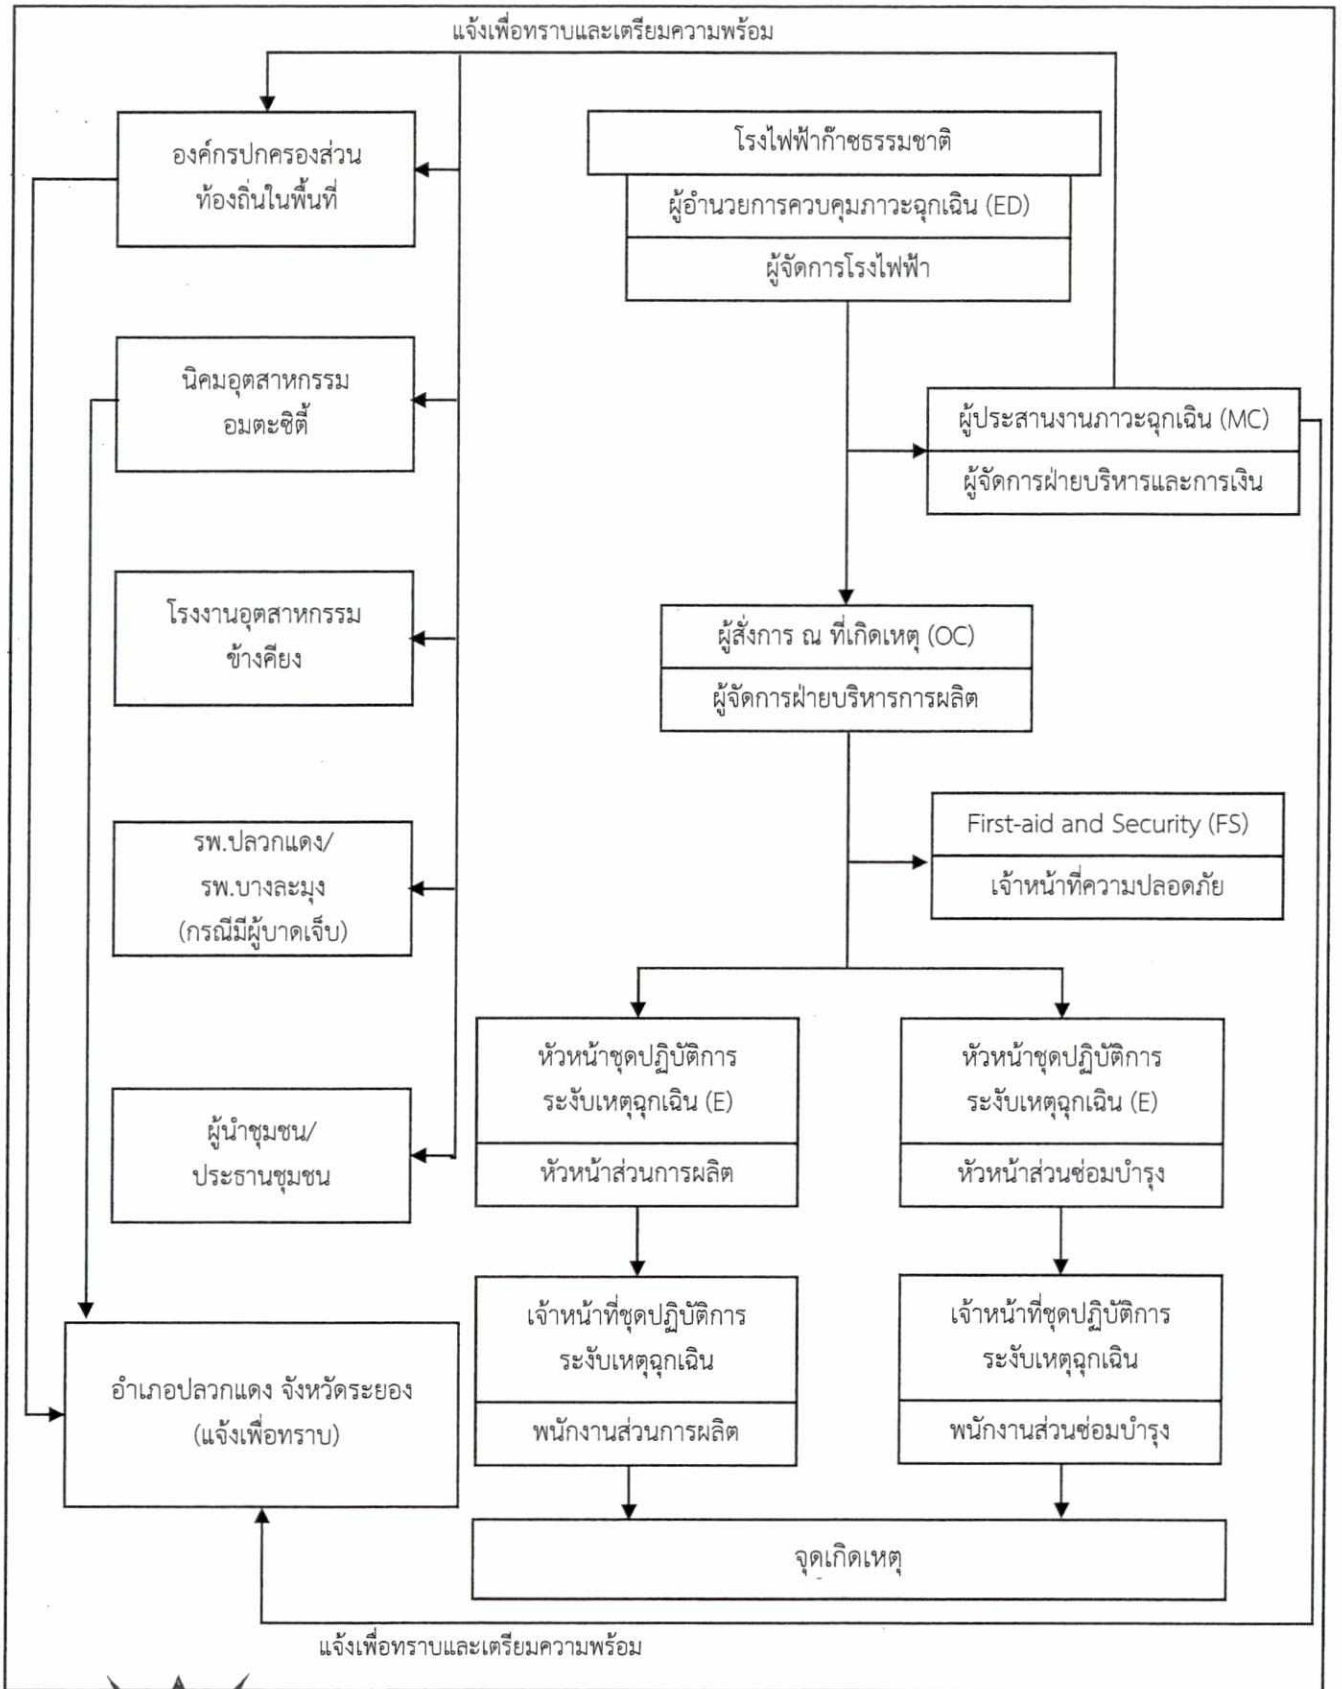 แจ้งเพื่อทราบและเตรียมความพร้อม
องค์กรปกครองส่วน
ท้องถิ่นในพื้นที่
โรงไฟฟ้าก๊าซธรรมชาติ
ผู้อำนวยการควบคุมภาวะฉุกเฉิน (ED)
ผู้จัดการโรงไฟฟ้า
นิคมอุตสาหกรรม
อมตะซิตี้
ผู้ประสานงานภาวะฉุกเฉิน (MC)
ผู้จัดการฝ่ายบริหารและการเงิน
โรงงานอุตสาหกรรม
ข้างคียง
ผู้สั่งการ ณ ที่เกิดเหตุ (OC)
ผู้จัดการฝ่ายบริหารการผลิต
รพ.ปลวกแดง/
รพ.บางละมุง
(กรณีมีผู้บาดเจ็บ)
First-aid and Security (FS)
เจ้าหน้าที่ความปลอดภัย
ผู้นำชุมชน/
ประธานชุมชน
หัวหน้าชุดปฏิบัติการ
ระงับเหตุฉุกเฉิน (E)
หัวหน้าส่วนการผลิต
หัวหน้าชุดปฏิบัติการ
ระงับเหตุฉุกเฉิน (E)
หัวหน้าส่วนซ่อมบำรุง
อำเภอปลวกแดง จังหวัดระยอง
(แจ้งเพื่อทราบ)
เจ้าหน้าที่ชุดปฏิบัติการ
ระงับเหตุฉุกเฉิน
พนักงานส่วนการผลิต
เจ้าหน้าที่ชุดปฏิบัติการ
ระงับเหตุฉุกเฉิน
พนักงานส่วนซ่อมบำรุง
จุดเกิดเหตุ
แจ้งเพื่อทราบและเตรียมความพร้อม